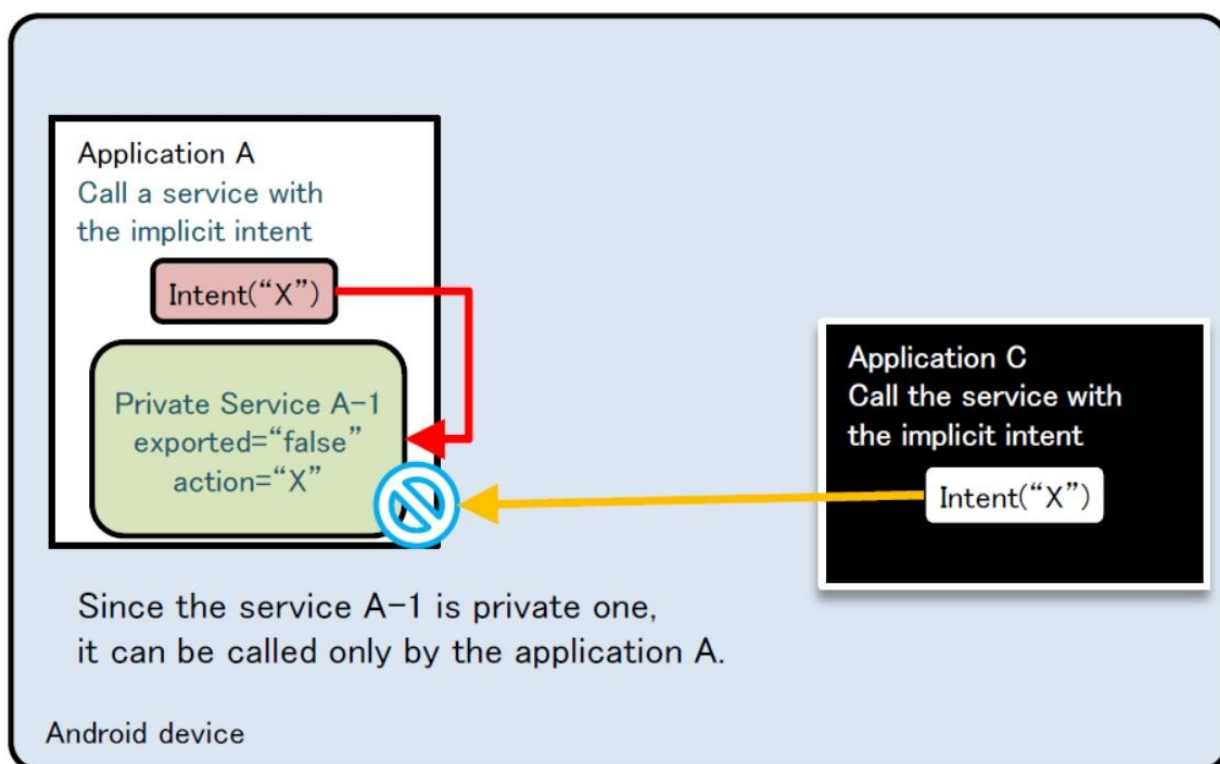 Application A
Call a service with
the implicit intent
Intent(“X”)
Private Service A-1
exported=“false”
action=“X”
Application C
Call the service with
the implicit intent
Intent(“X”)
Since the service A-1 is private one,
it can be called only by the application A.
Android device